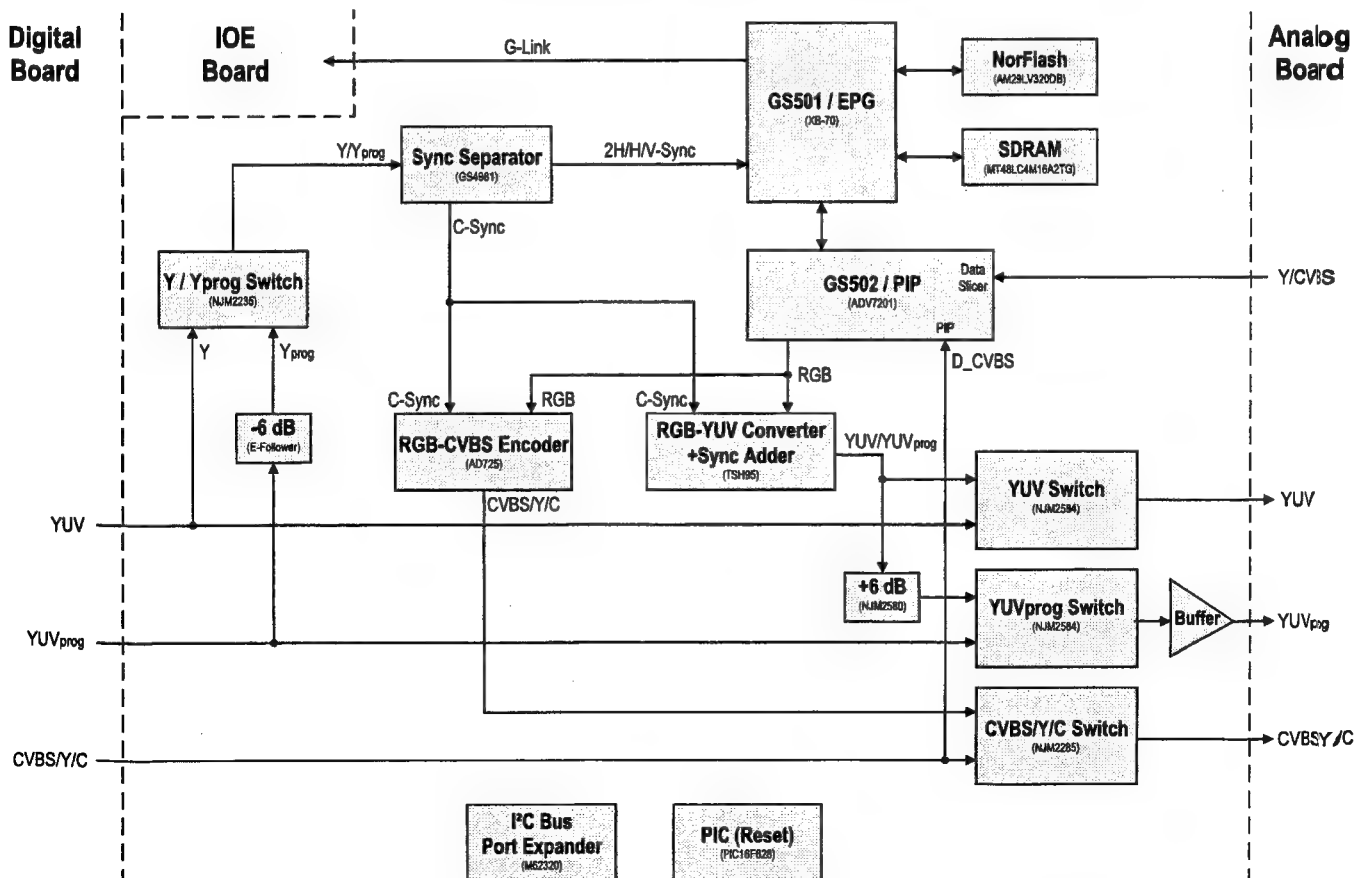 Digital
Board
IOE
Board
G-Link
GS501 / EPG
(XB-70)
NorFlash
(AM29LV320DB)
SDRAM
(MT48LC4M16A2TG)
Analog
Board
Y/Yprog
Sync Separator
(GS4981)
2H/H/V-Sync
C-Sync
Y / Yprog Switch
(NJM2235)
GS502 / PIP
(ADV7201)
Data
Slicer
PIP
Y/CVBS
Y
Yprog
D_CVBS
RGB
C-Sync
RGB
C-Sync
-6 dB
(E-Follower)
RGB-CVBS Encoder
(AD725)
RGB-YUV Converter
+Sync Adder
(TSH95)
YUV/YUVprog
CVBS/Y/C
YUV Switch
(NJM2584)
YUV
YUV
+6 dB
(NJM2580)
YUVprog Switch
(NJM2584)
Buffer
YUVprog
YUVprog
CVBS/Y/C Switch
(NJM2285)
CVBS/Y/C
CVBS/Y/C
I²C Bus
Port Expander
(M62320)
PIC (Reset)
(PIC16F628)